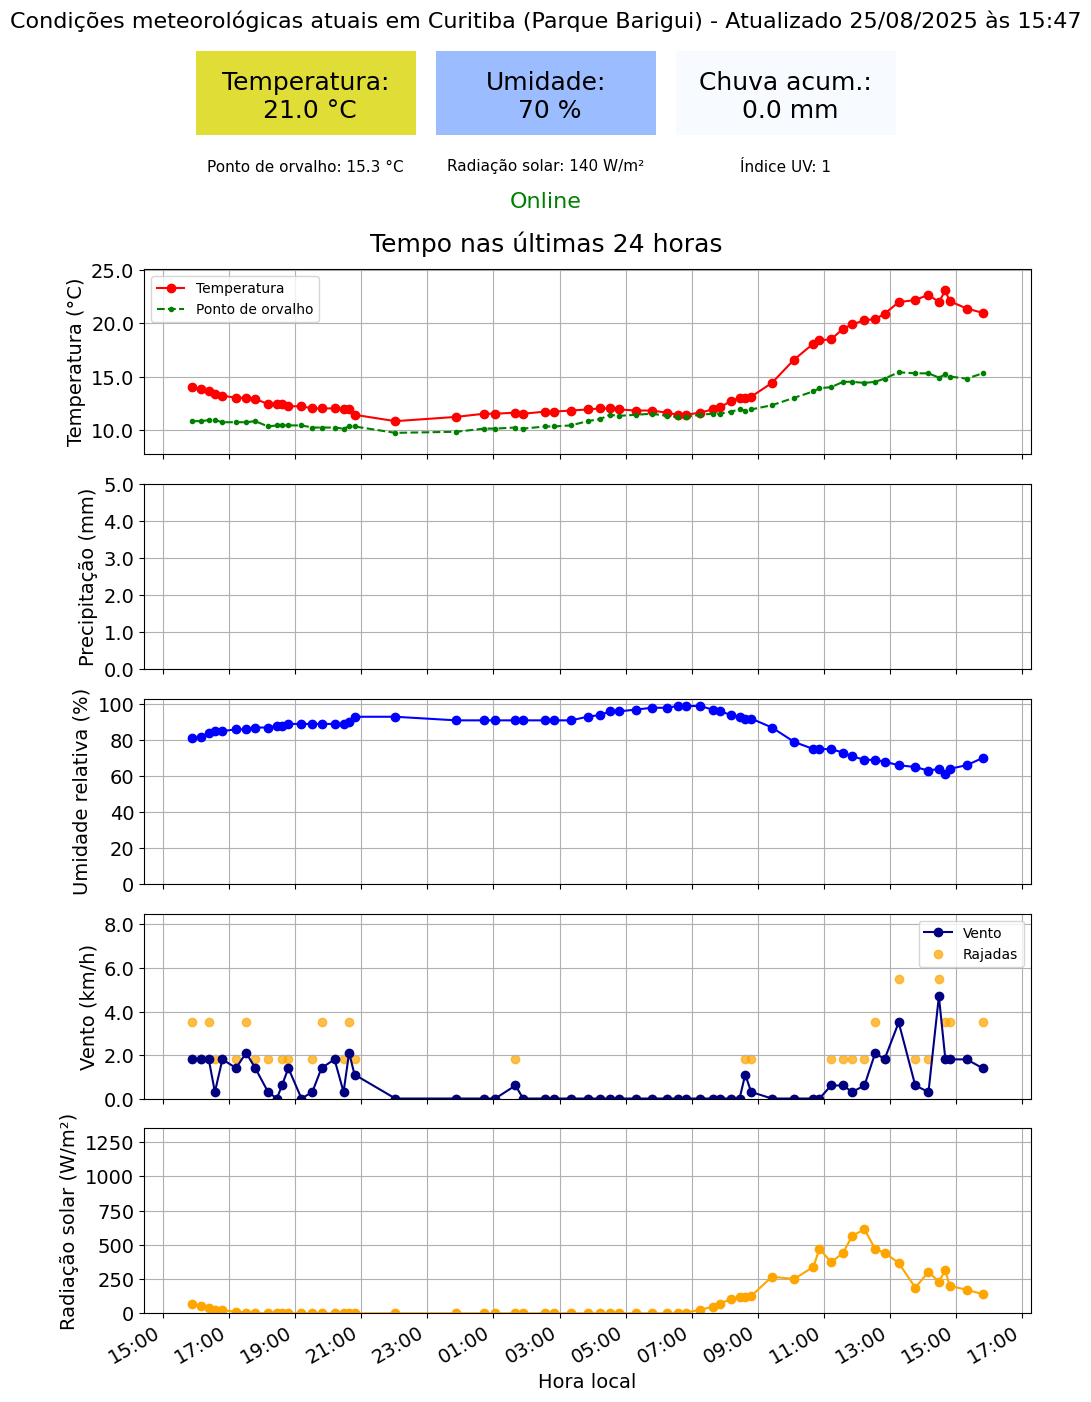 Condições meteorológicas atuais em Curitiba (Parque Barigui) - Atualizado 25/08/2025 às 15:47
Temperatura:
21.0 °C
Umidade:
70 %
Chuva acum.:
0.0 mm
Ponto de orvalho: 15.3 °C
Radiação solar: 140 W/m²
Índice UV: 1
Online
Tempo nas últimas 24 horas
Temperatura (°C)
25.0
20.0
15.0
10.0
Temperatura
Ponto de orvalho
Precipitação (mm)
5.0
4.0
3.0
2.0
1.0
0.0
Umidade relativa (%)
100
80
60
40
20
0
Vento (km/h)
8.0
6.0
4.0
2.0
0.0
Vento
Rajadas
Radiação solar (W/m²)
1250
1000
750
500
250
0
15:00
17:00
19:00
21:00
23:00
01:00
03:00
05:00
07:00
09:00
11:00
13:00
15:00
17:00
Hora local